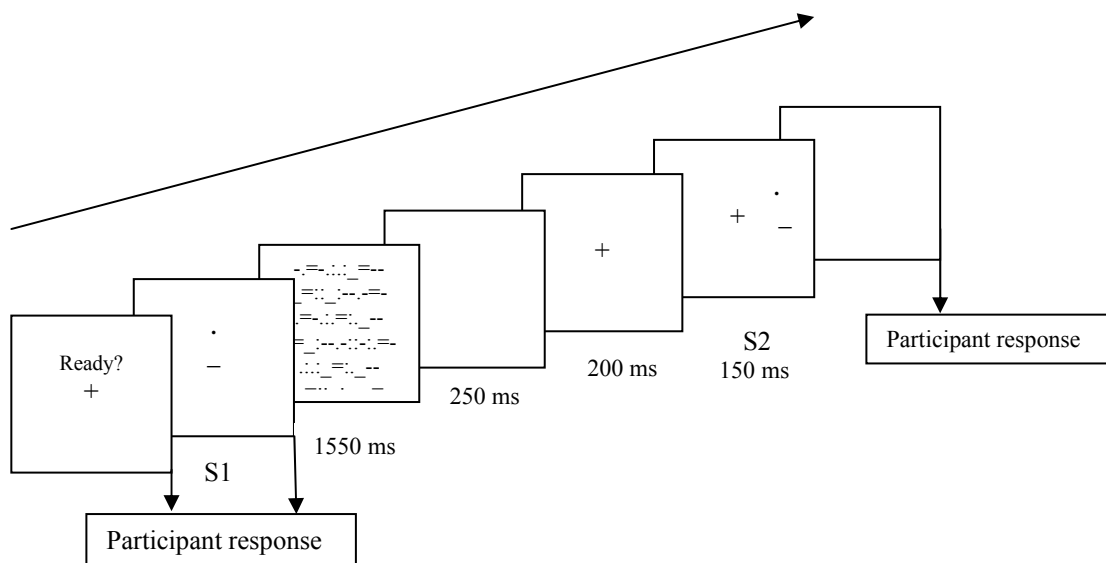 Ready?
+
.
–
-.=-.:.:_=--
_=::_:--.-.=-
-.=:.:=:._--
=_:--.-::-:.=-
.:.:_:=_--
S1
Participant response
1550 ms
250 ms
+
200 ms
.
+
–
S2
150 ms
Participant response